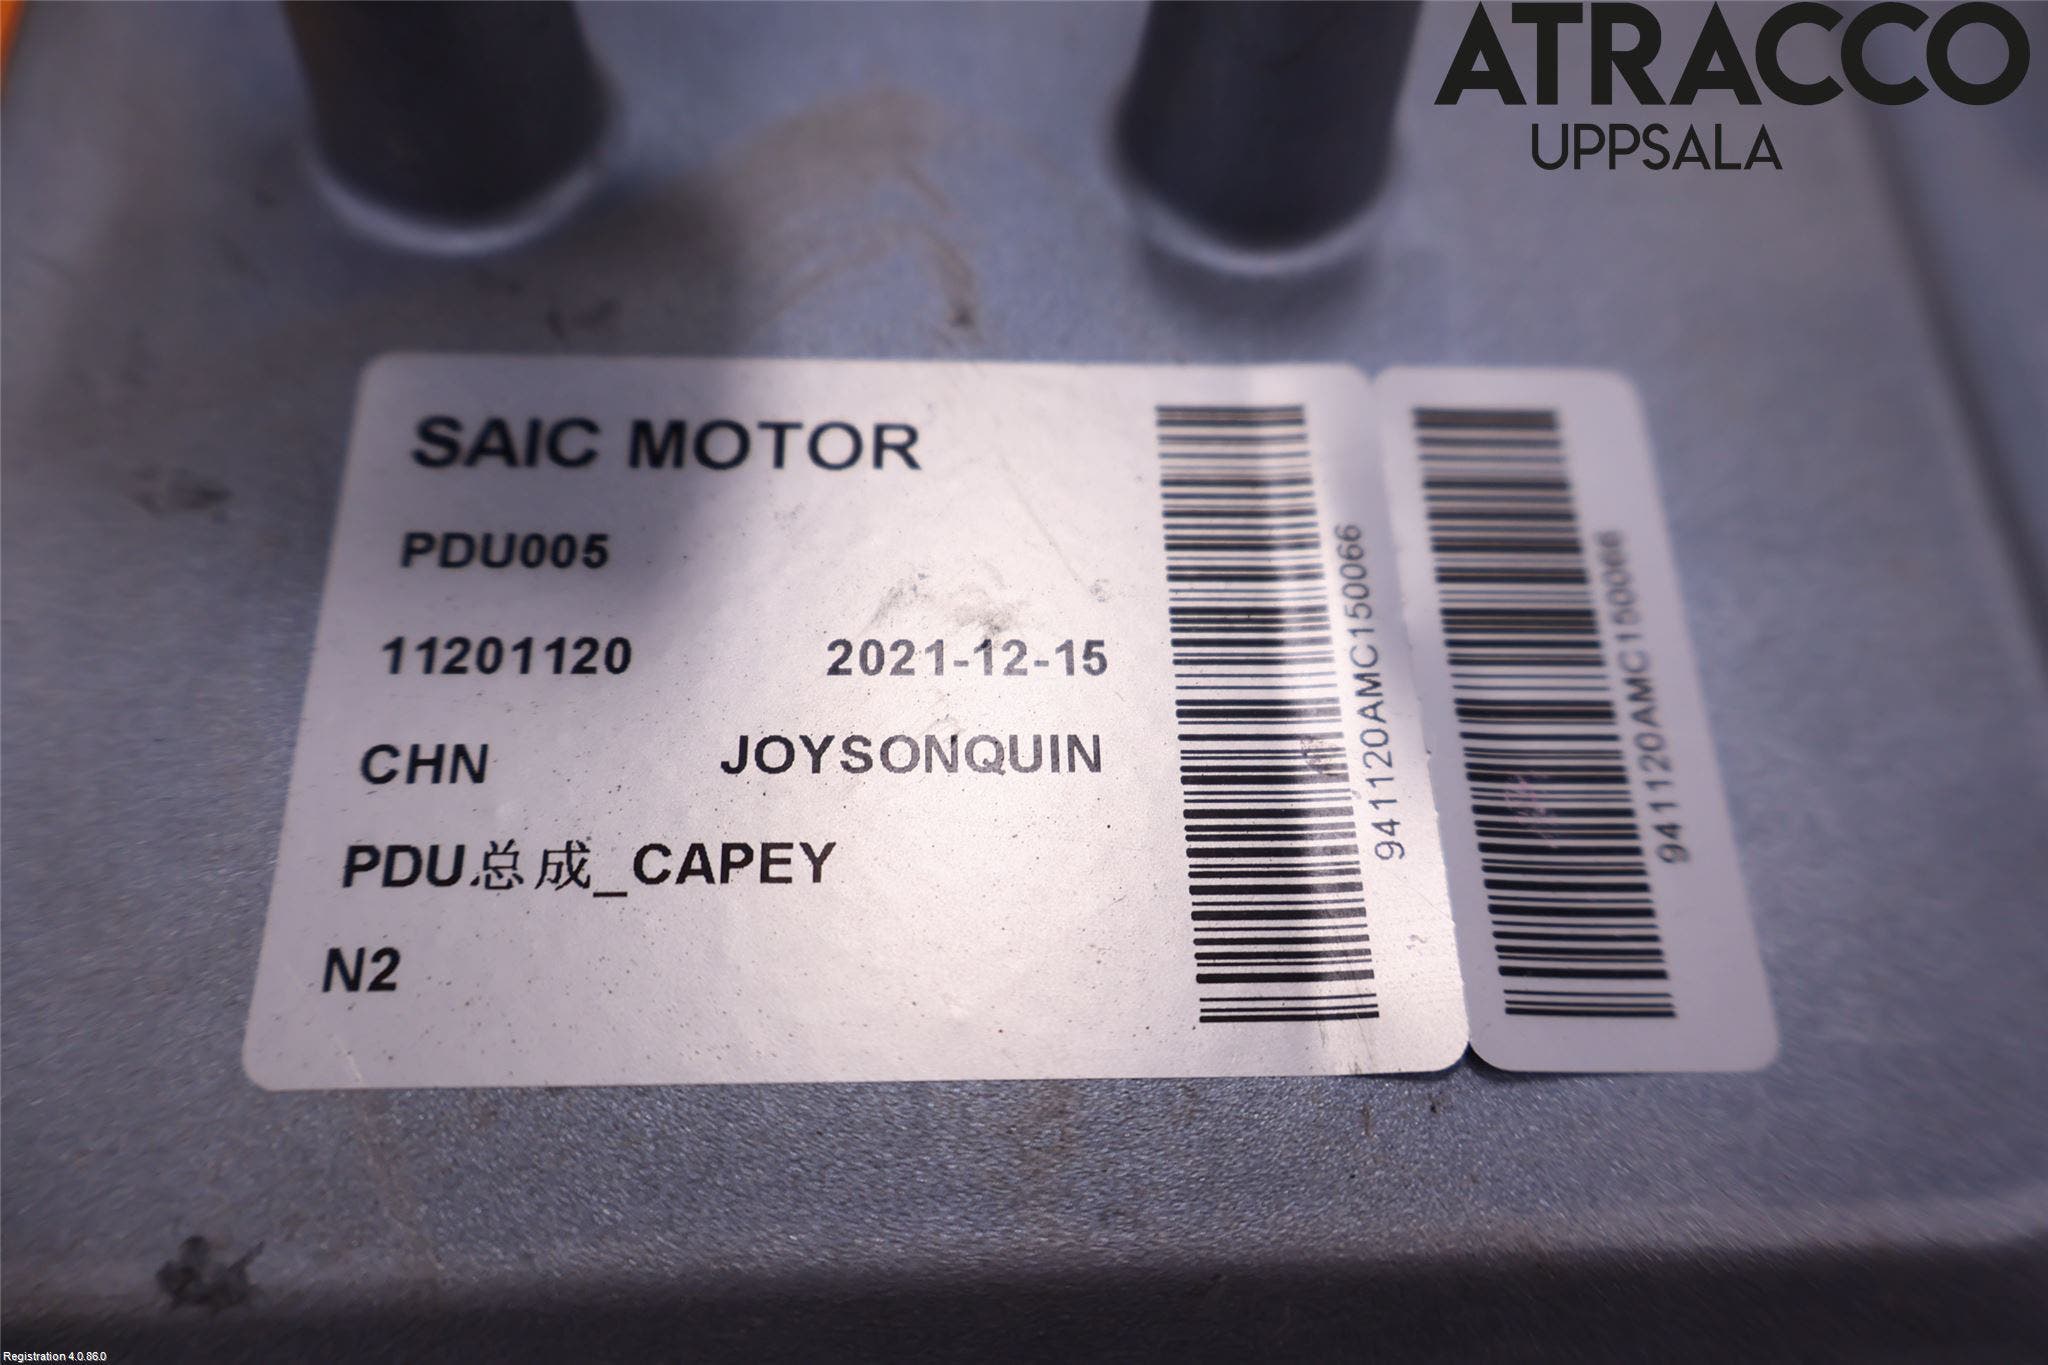 ATRACCO
UPPSALA
SAIC MOTOR
PDU005
11201120 2021-12-15
CHN JOYSONQUIN
PDU总成_CAPEY
N2
941120AMC150066
941120AMC150066
Registration 4.0.86.0